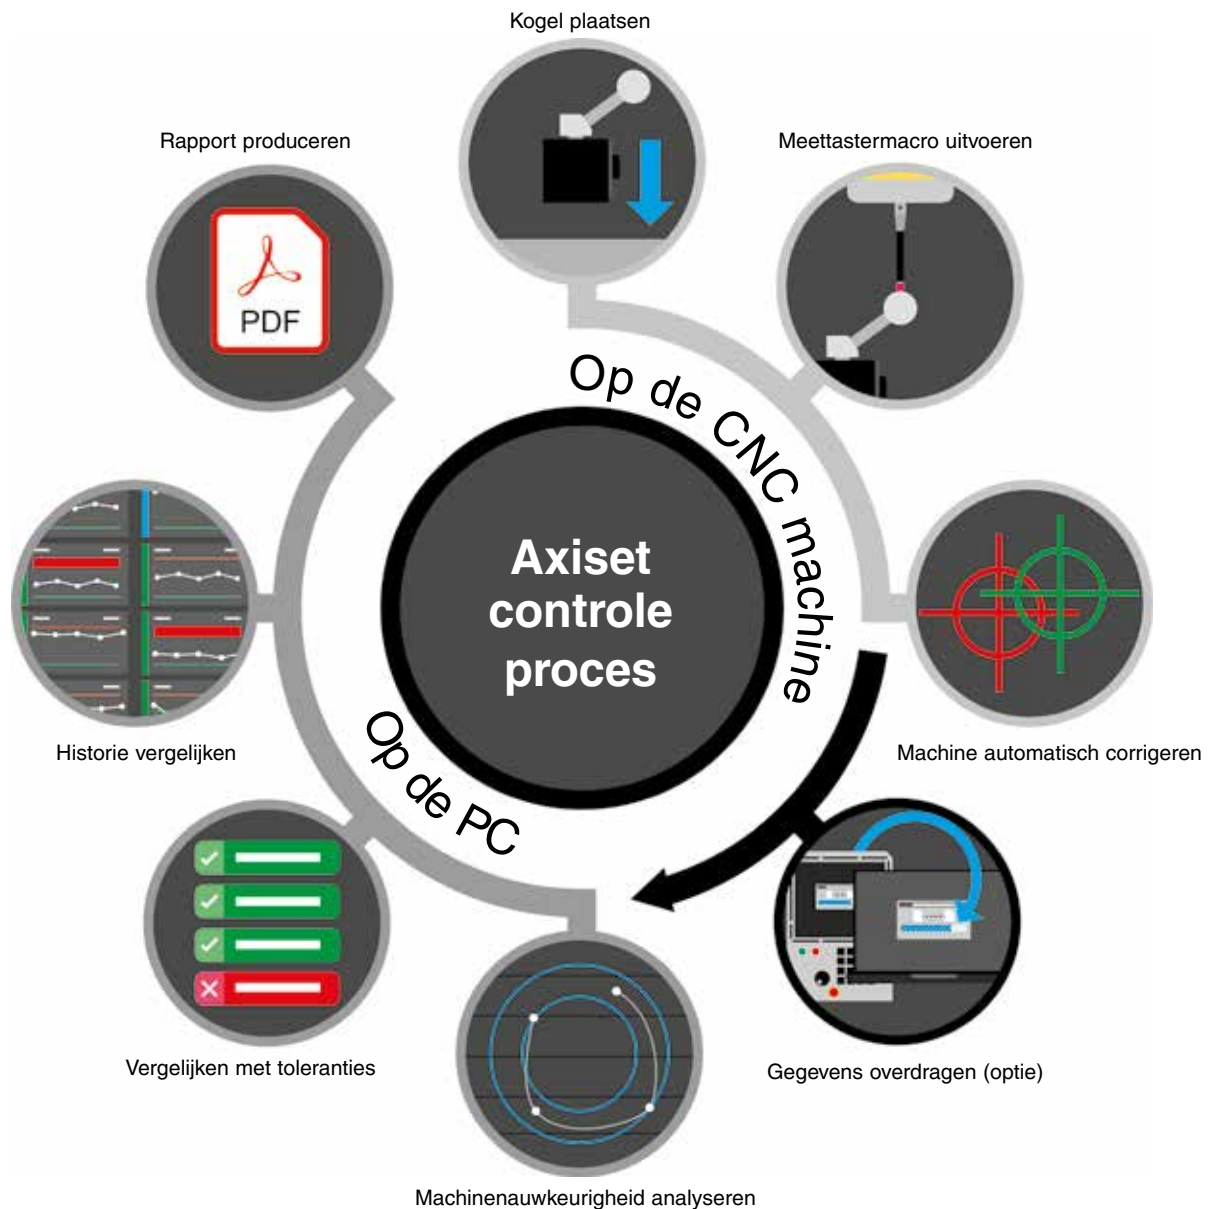 Kogel plaatsen
Rapport produceren
Meettastermacro uitvoeren
PDF
Op de CNC machine
Axiset
controle
proces
Historie vergelijken
Machine automatisch corrigeren
Op de PC
Vergelijken met toleranties
Gegevens overdragen (optie)
Machinenauwkeurigheid analyseren